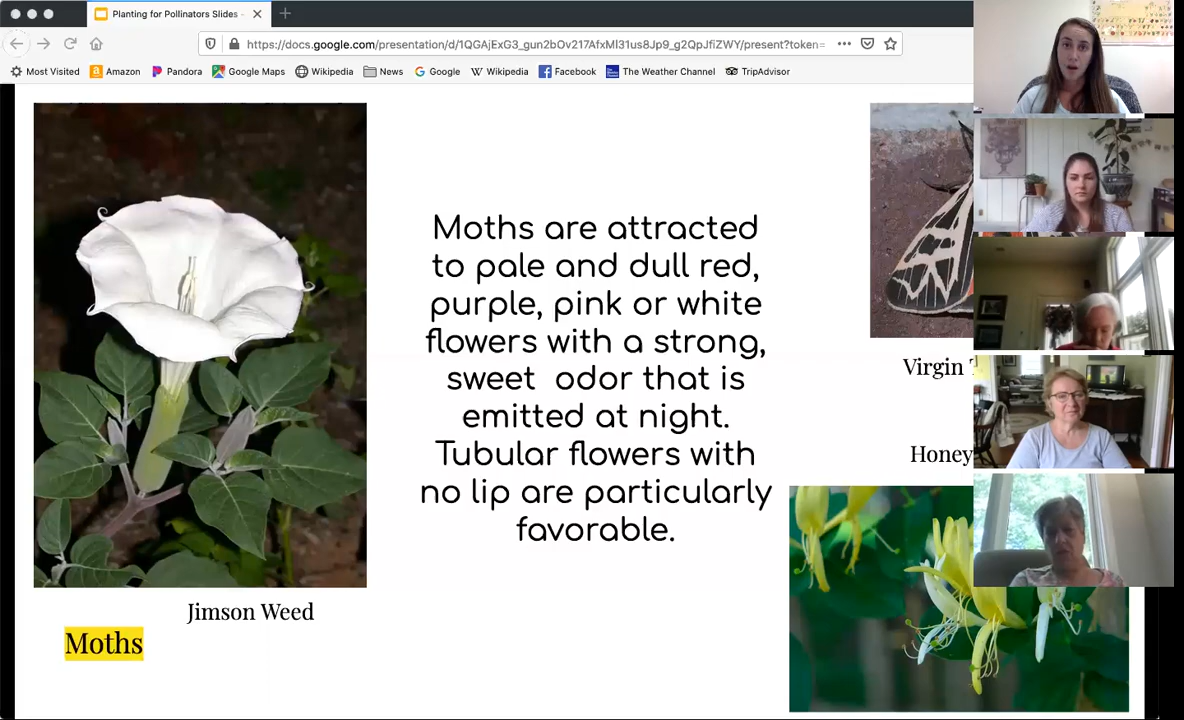 Planting for Pollinators Slides -
https://docs.google.com/presentation/d/1QGAjExG3_gun2bOv217AfxMl31us8Jp9_g2QpJfiZWY/present?token=
Most Visited Amazon Pandora Google Maps Wikipedia News Google Wikipedia Facebook The Weather Channel TripAdvisor
Moths are attracted
to pale and dull red,
purple, pink or white
flowers with a strong,
sweet odor that is
emitted at night.
Tubular flowers with
no lip are particularly
favorable.
Virgin
Honey
Jimson Weed
Moths